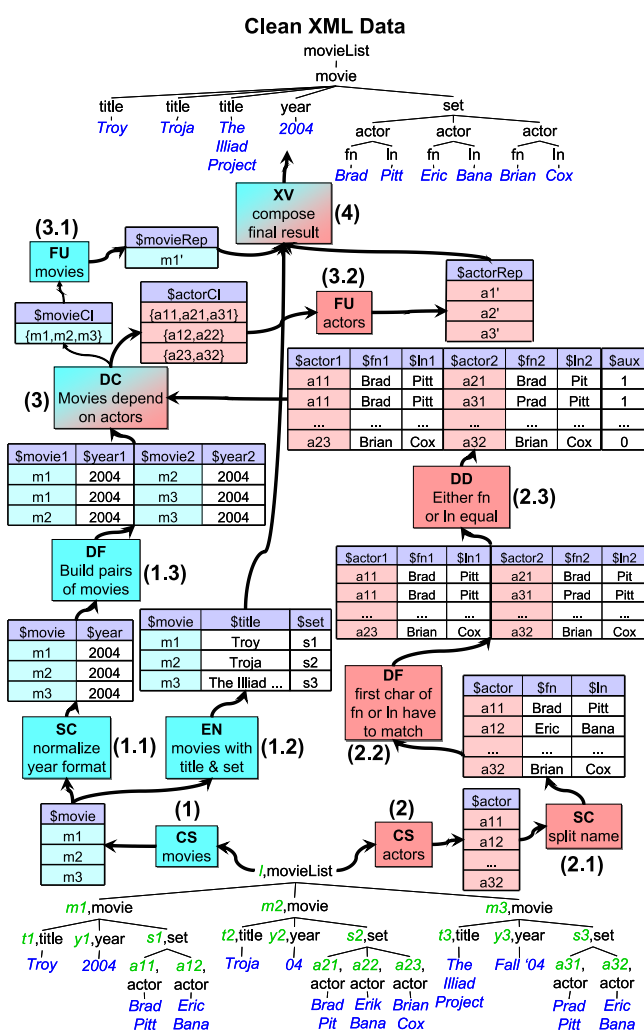 Clean XML Data
movieList
movie
title title title year set
Troy Troja The Illiad Project 2004
actor actor actor
fn ln fn ln fn ln
Brad Pitt Eric Bana Brian Cox
XV
compose
final result
(4)
(3.1)
FU
movies
$movieRep
m1'
$movieCl
{m1,m2,m3}
$actorCl
{a11,a21,a31}
{a12,a22}
{a23,a32}
(3.2)
FU
actors
$actorRep
a1'
a2'
a3'
(3)
DC
Movies depend
on actors
$actor1 $fn1 $ln1 $actor2 $fn2 $ln2 $aux
a11 Brad Pitt a21 Brad Pit 1
a11 Brad Pitt a31 Prad Pitt 1
... ... ... ... ... ... ...
a23 Brian Cox a32 Brian Cox 0
$movie1 $year1 $movie2 $year2
m1 2004 m2 2004
m1 2004 m3 2004
m2 2004 m3 2004
DD
Either fn
or ln equal
(2.3)
DF
Build pairs
of movies
(1.3)
$actor1 $fn1 $ln1 $actor2 $fn2 $ln2
a11 Brad Pitt a21 Brad Pit
a11 Brad Pitt a31 Prad Pitt
... ... ... ... ... ...
a23 Brian Cox a32 Brian Cox
$movie $year
m1 2004
m2 2004
m3 2004
$movie $title $set
m1 Troy s1
m2 Troja s2
m3 The Illiad ... s3
DF
first char of
fn or ln have
to match
(2.2)
$actor $fn $ln
a11 Brad Pitt
a12 Eric Bana
... ... ...
a32 Brian Cox
SC
normalize
year format
(1.1)
EN
movies with
title & set
(1.2)
$movie
m1
m2
m3
(1)
CS
movies
(2)
CS
actors
$actor
a11
a12
...
a32
SC
split name
(2.1)
l,movieList
m1,movie m2,movie m3,movie
t1,title y1,year s1,set t2,title y2,year s2,set t3,title y3,year s3,set
Troy 2004 Troja 04 The Illiad Project Fall '04
a11, actor a12, actor a21, actor a22, actor a23, actor a31, actor a32, actor
Brad Pitt Eric Bana Brad Pit Erik Bana Brian Cox Prad Pitt Eric Bana